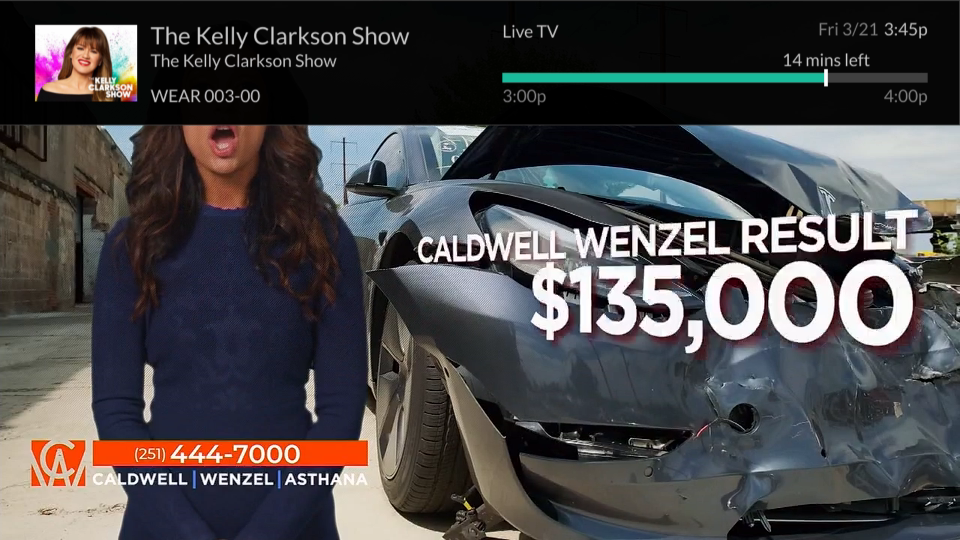 The Kelly Clarkson Show
The Kelly Clarkson Show
WEAR 003-00
THE
KELLY
CLARKSON
SHOW
Live TV
Fri 3/21 3:45p
14 mins left
3:00p
4:00p
CALDWELL WENZEL RESULT
$135,000
(251) 444-7000
CALDWELL | WENZEL | ASTHANA